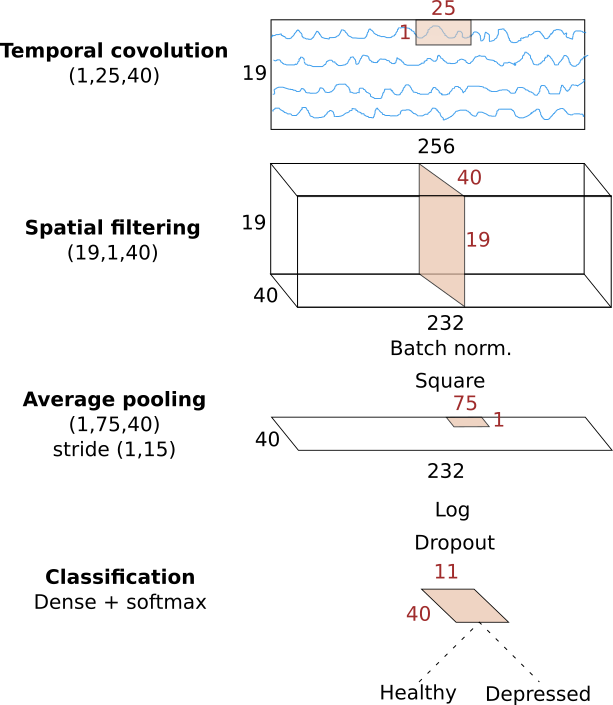 25
1
Temporal covolution
(1,25,40)
19
256
40
Spatial filtering
(19,1,40)
19
19
40
232
Batch norm.
Square
Average pooling
(1,75,40)
stride (1,15)
75
1
40
232
Log
Dropout
Classification
Dense + softmax
11
40
Healthy
Depressed